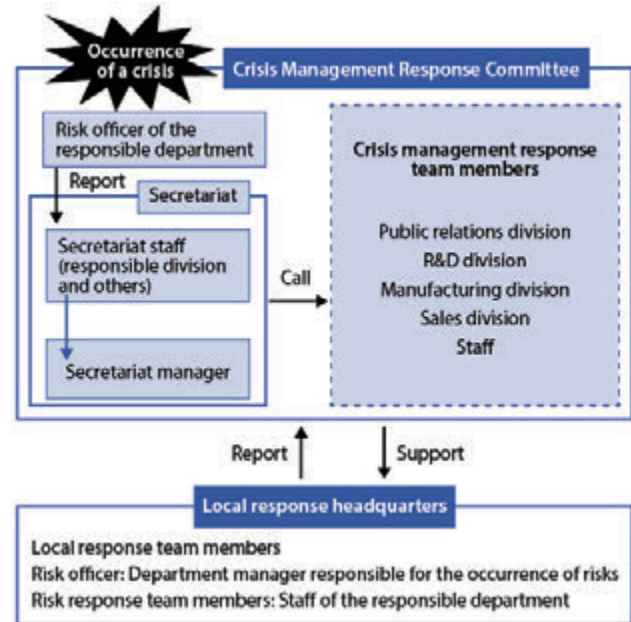 Occurrence
of a crisis
Crisis Management Response Committee
Risk officer of the
responsible department
Report
Secretariat
Secretariat staff
(responsible division
and others)
Secretariat manager
Call
Crisis management response
team members
Public relations division
R&D division
Manufacturing division
Sales division
Staff
Report
Support
Local response headquarters
Local response team members
Risk officer: Department manager responsible for the occurrence of risks
Risk response team members: Staff of the responsible department